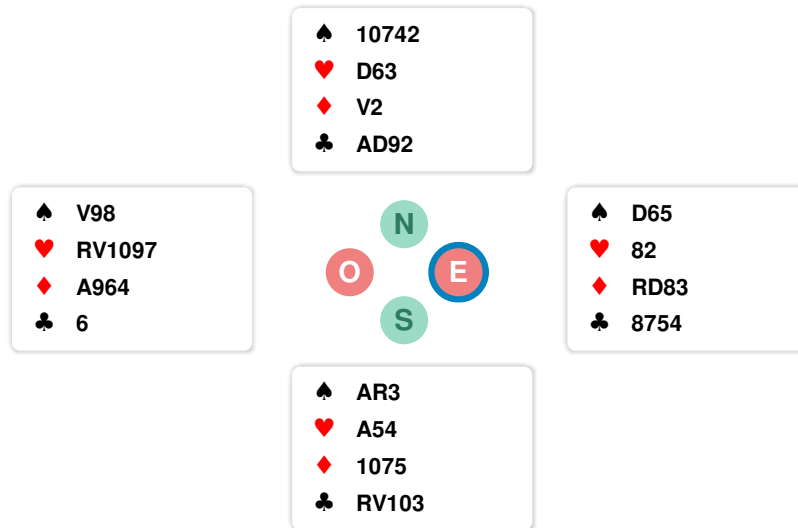 ♠ 10742
♥ D63
♦ V2
♣ AD92
♠ V98
♥ RV1097
♦ A964
♣ 6
N
O
E
S
♠ D65
♥ 82
♦ RD83
♣ 8754
♠ AR3
♥ A54
♦ 1075
♣ RV103